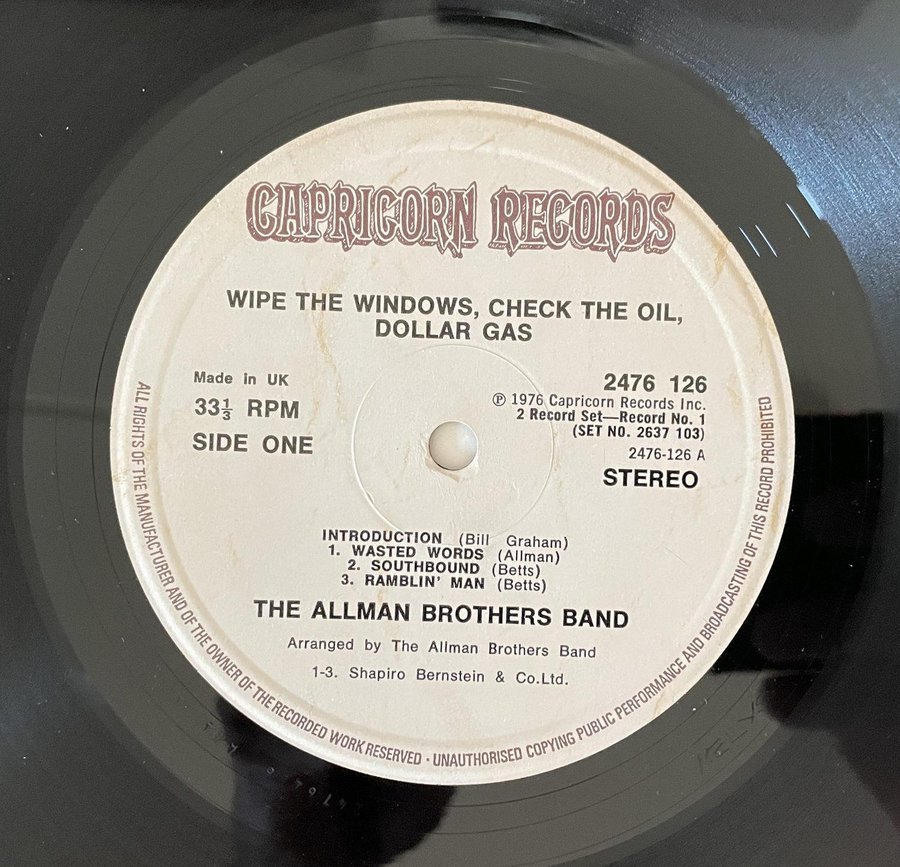 CAPRICORN RECORDS
WIPE THE WINDOWS, CHECK THE OIL,
DOLLAR GAS
Made in UK
33⅓ RPM
SIDE ONE
2476 126
℗ 1976 Capricorn Records Inc.
2 Record Set—Record No. 1
(SET NO. 2637 103)
2476-126 A
STEREO
INTRODUCTION (Bill Graham)
1. WASTED WORDS (Allman)
2. SOUTHBOUND (Betts)
3. RAMBLIN' MAN (Betts)
THE ALLMAN BROTHERS BAND
Arranged by The Allman Brothers Band
1-3. Shapiro Bernstein & Co.Ltd.
ALL RIGHTS OF THE MANUFACTURER AND OF THE OWNER OF THE RECORDED WORK RESERVED · UNAUTHORISED COPYING PUBLIC PERFORMANCE AND BROADCASTING OF THIS RECORD PROHIBITED